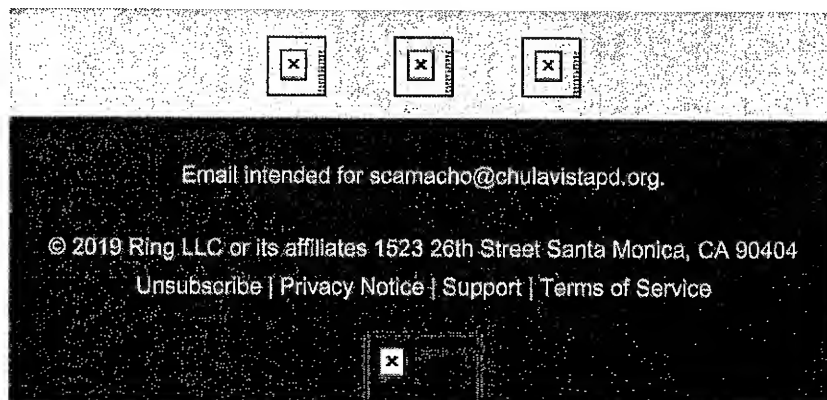 Email intended for scamacho@chulavistapd.org.
© 2019 Ring LLC or its affiliates 1523 26th Street Santa Monica, CA 90404
Unsubscribe | Privacy Notice | Support | Terms of Service